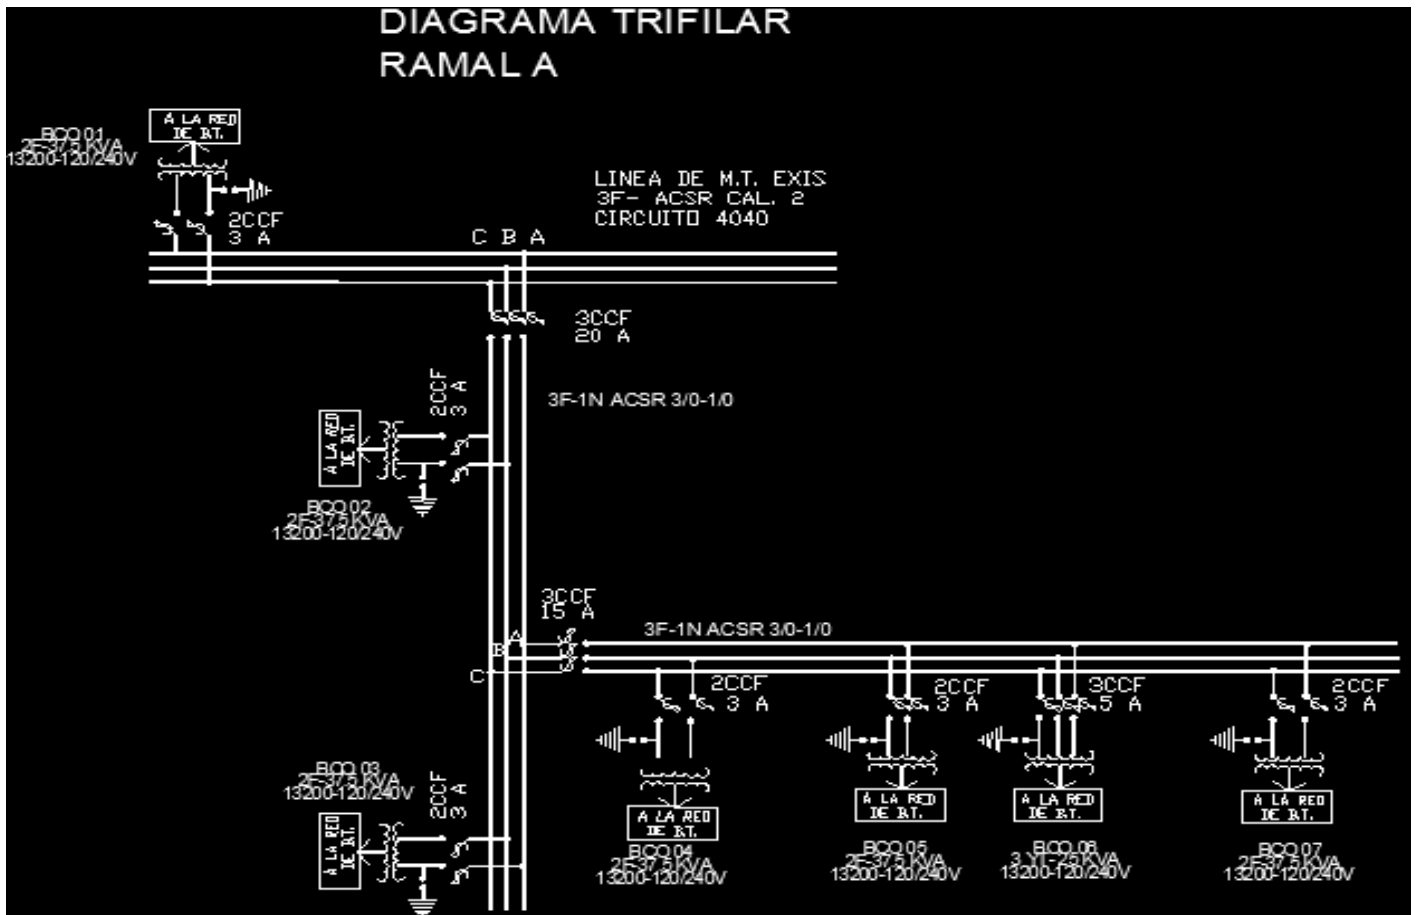 DIAGRAMA TRIFILAR
RAMAL A
A LA RED
DE B.T.
BCO 01
2F-37.5 KVA
13200-120/240V
2CCF
3 A
LINEA DE M.T. EXIS
3F- ACSR CAL. 2
CIRCUITO 4040
C B A
3CCF
20 A
2CCF
3 A
3F-1N ACSR 3/0-1/0
A LA RED
DE B.T.
BCO 02
2F-37.5 KVA
13200-120/240V
3CCF
15 A
3F-1N ACSR 3/0-1/0
A
B
C
2CCF
3 A
2CCF
3 A
3CCF
5 A
2CCF
3 A
BCO 03
2F-37.5 KVA
13200-120/240V
2CCF
3 A
A LA RED
DE B.T.
A LA RED
DE B.T.
A LA RED
DE B.T.
A LA RED
DE B.T.
A LA RED
DE B.T.
BCO 04
2F-37.5 KVA
13200-120/240V
BCO 05
2F-37.5 KVA
13200-120/240V
BCO 06
13200-120/240V
BCO 07
2F-37.5 KVA
13200-120/240V